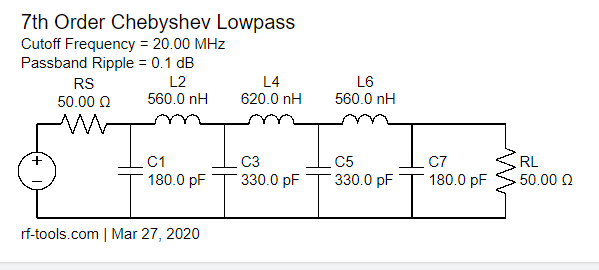 7th Order Chebyshev Lowpass
Cutoff Frequency = 20.00 MHz
Passband Ripple = 0.1 dB
RS
50.00 Ω
L2
560.0 nH
L4
620.0 nH
L6
560.0 nH
+
C1
180.0 pF
C3
330.0 pF
C5
330.0 pF
C7
180.0 pF
RL
50.00 Ω
rf-tools.com | Mar 27, 2020